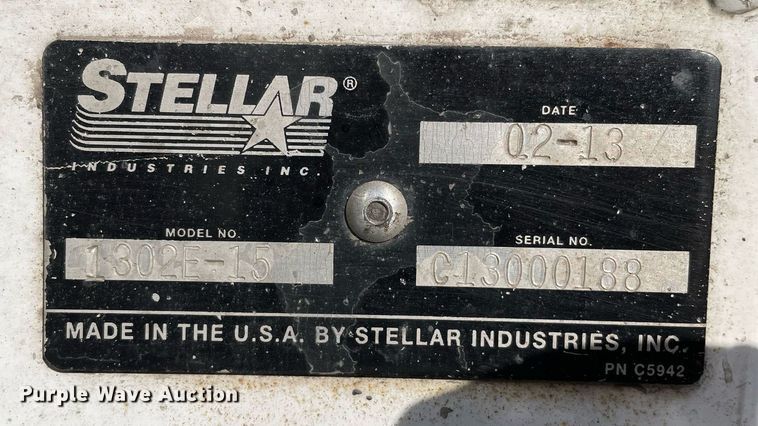 STELLAR®
INDUSTRIES INC.
DATE
02-13
MODEL NO.
1302E-15
SERIAL NO.
C13000188
MADE IN THE U.S.A. BY STELLAR INDUSTRIES, INC.
PN C5942
Purple Wave Auction